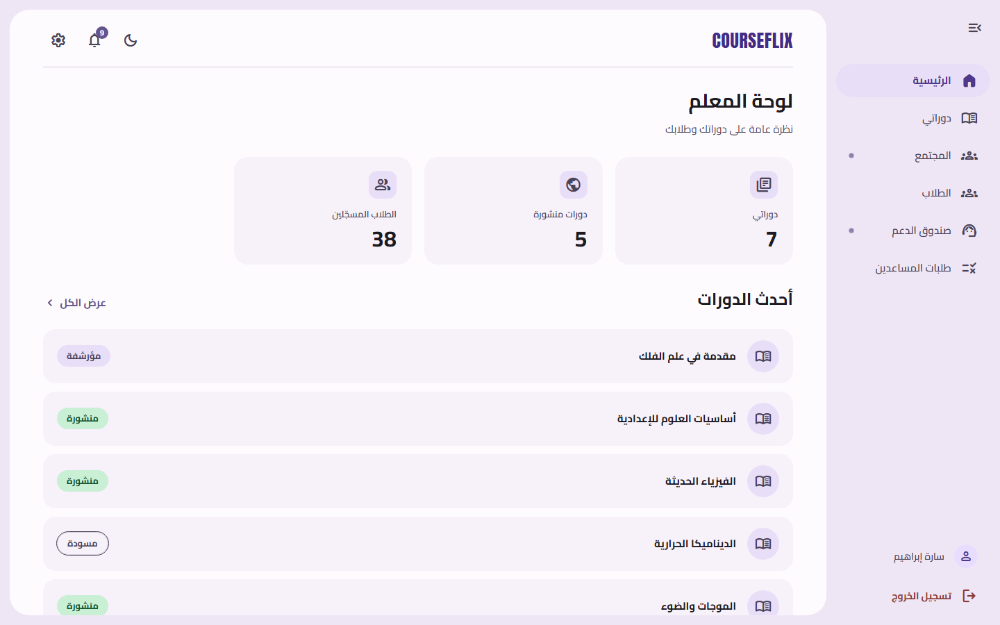 COURSEFLIX
9
الرئيسية
دوراتي
المجتمع
الطلاب
صندوق الدعم
طلبات المساعدين
سارة إبراهيم
تسجيل الخروج
لوحة المعلم
نظرة عامة على دوراتك وطلابك
دوراتي
7
دورات منشورة
5
الطلاب المسجّلين
38
أحدث الدورات
عرض الكل
مقدمة في علم الفلك
مؤرشفة
أساسيات العلوم للإعدادية
منشورة
الفيزياء الحديثة
منشورة
الديناميكا الحرارية
مسودة
الموجات والضوء
منشورة